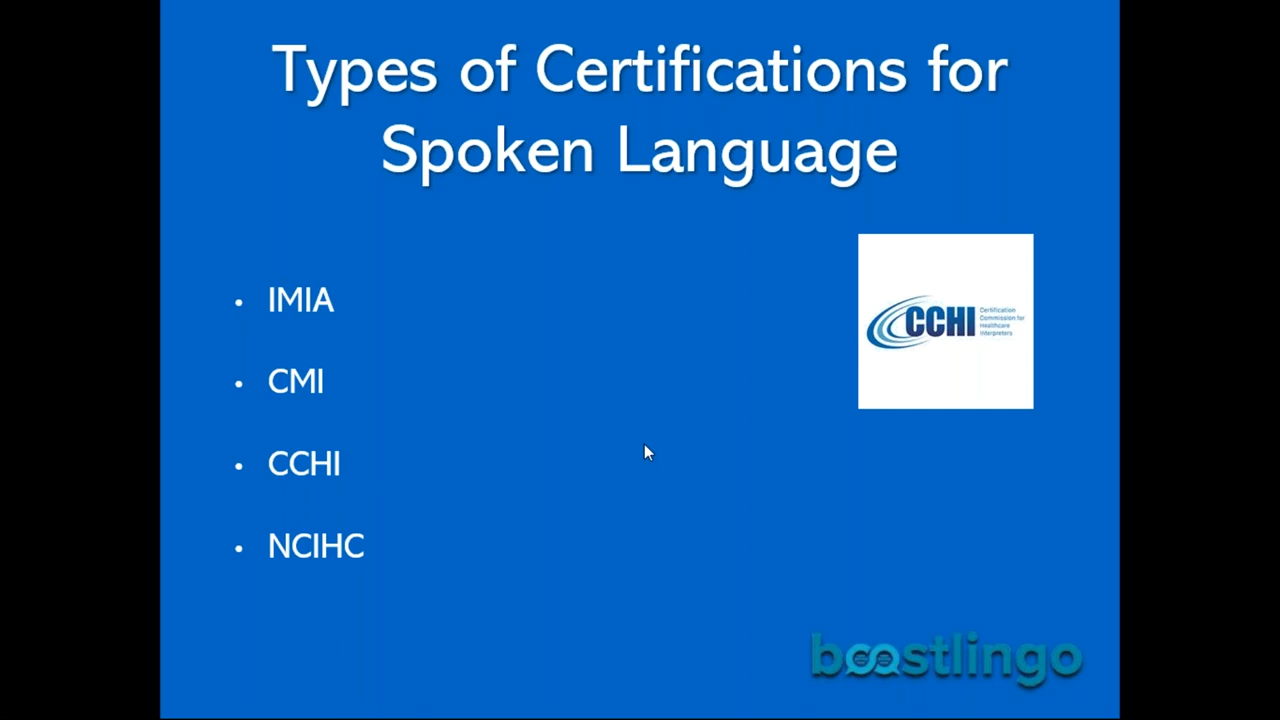 Types of Certifications for
Spoken Language
• IMIA
• CMI
• CCHI
• NCIHC
CCHI
Certification
Commission for
Healthcare
Interpreters
boostlingo